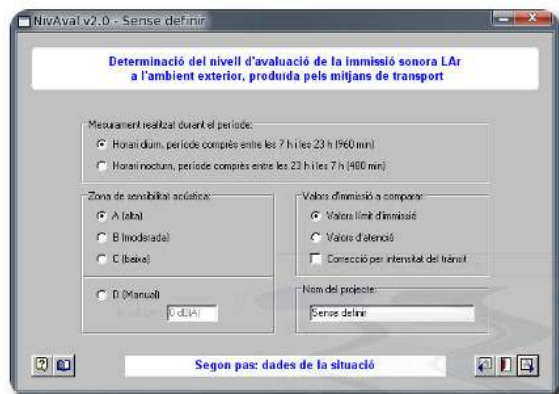 NivAval v2.0 - Sense definir
Determinació del nivell d'avaluació de la immissió sonora LAr
a l'ambient exterior, produïda pels mitjans de transport
Mesurament realitzat durant el període:
Horari diürn, període comprès entre les 7 h i les 23 h (960 min)
Horari nocturn, període comprès entre les 23 h i les 7 h (480 min)
Zona de sensibilitat acústica:
A (alta)
B (moderada)
C (baixa)
D (Manual)
0 dB(A)
Valors d'immissió a comparar:
Valors límit d'immissió
Valors d'atenció
Correcció per intensitat del trànsit
Nom del projecte:
Sense definir
Segon pas: dades de la situació